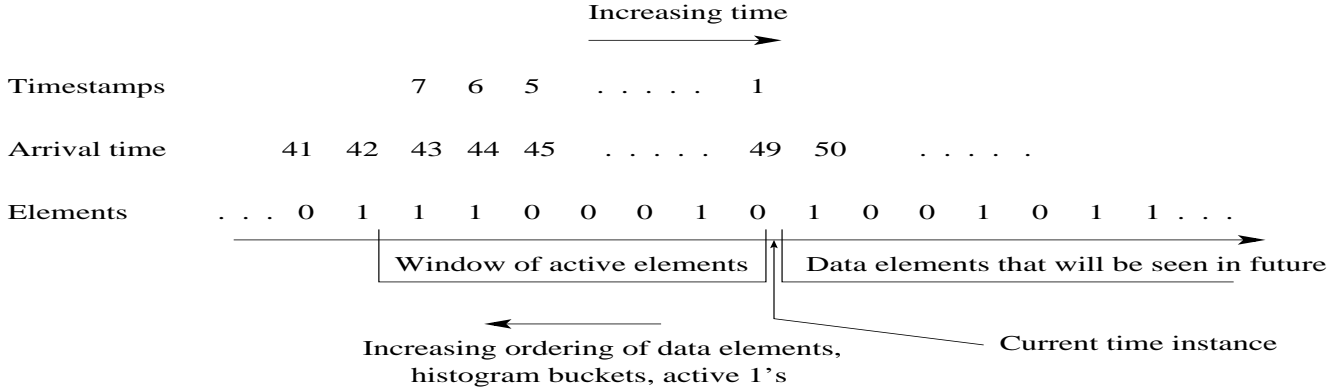 Increasing time
Timestamps 7 6 5 . . . . . 1
Arrival time 41 42 43 44 45 . . . . . 49 50 . . . . .
Elements . . . 0 1 1 1 0 0 0 1 0 1 0 0 1 0 1 1 . . .
Window of active elements Data elements that will be seen in future
Current time instance
Increasing ordering of data elements,
histogram buckets, active 1's